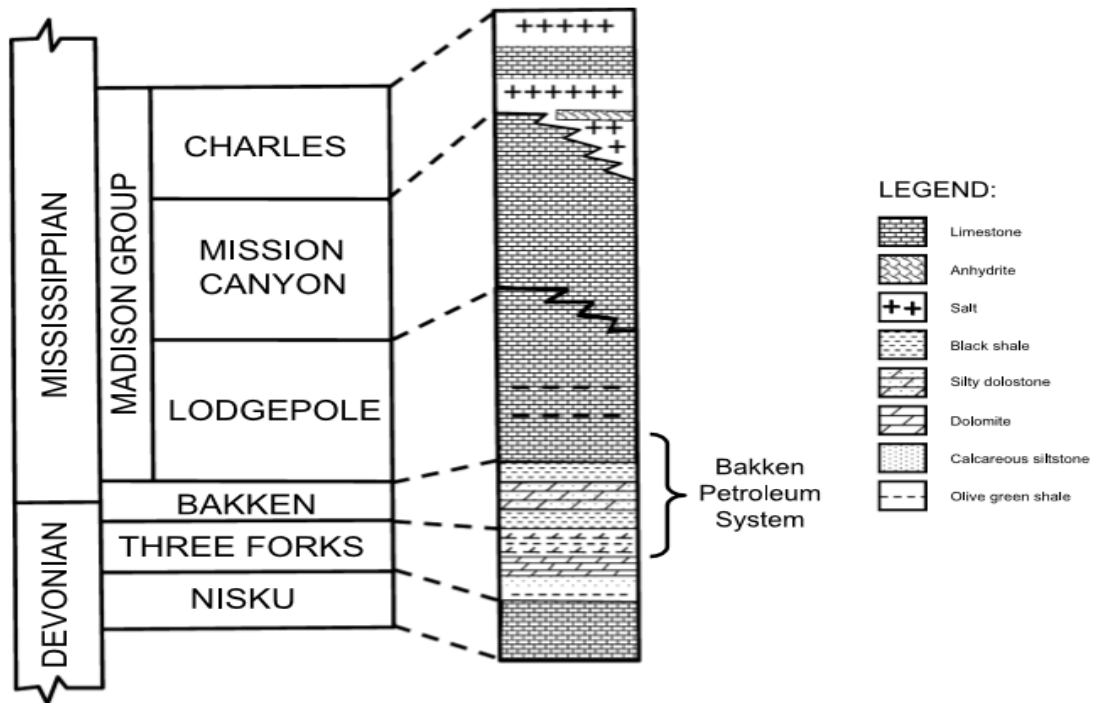 MISSISSIPPIAN
DEVONIAN
MADISON GROUP
CHARLES
MISSION
CANYON
LODGEPOLE
BAKKEN
THREE FORKS
NISKU
Bakken
Petroleum
System
LEGEND:
Limestone
Anhydrite
Salt
Black shale
Silty dolostone
Dolomite
Calcareous siltstone
Olive green shale